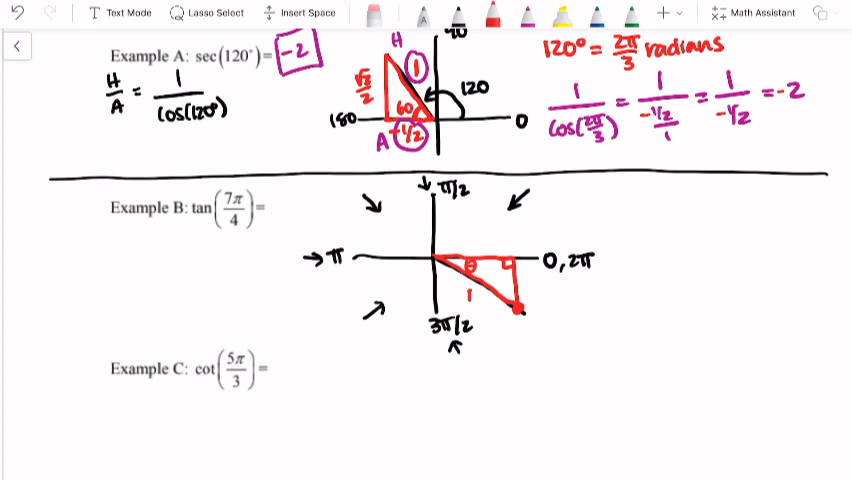 Text Mode Lasso Select Insert Space Math Assistant
Example A: sec(120°)= -2
H/A = 1/cos(120°)
H
1
√3/2
60
A
-1/2
120
180
0
90
120° = 2π/3 radians
1/cos(2π/3) = 1/(-1/2/1) = 1/-1/2 = -2
Example B: tan(7π/4)=
π/2
π
0, 2π
θ
1
3π/2
Example C: cot(5π/3)=